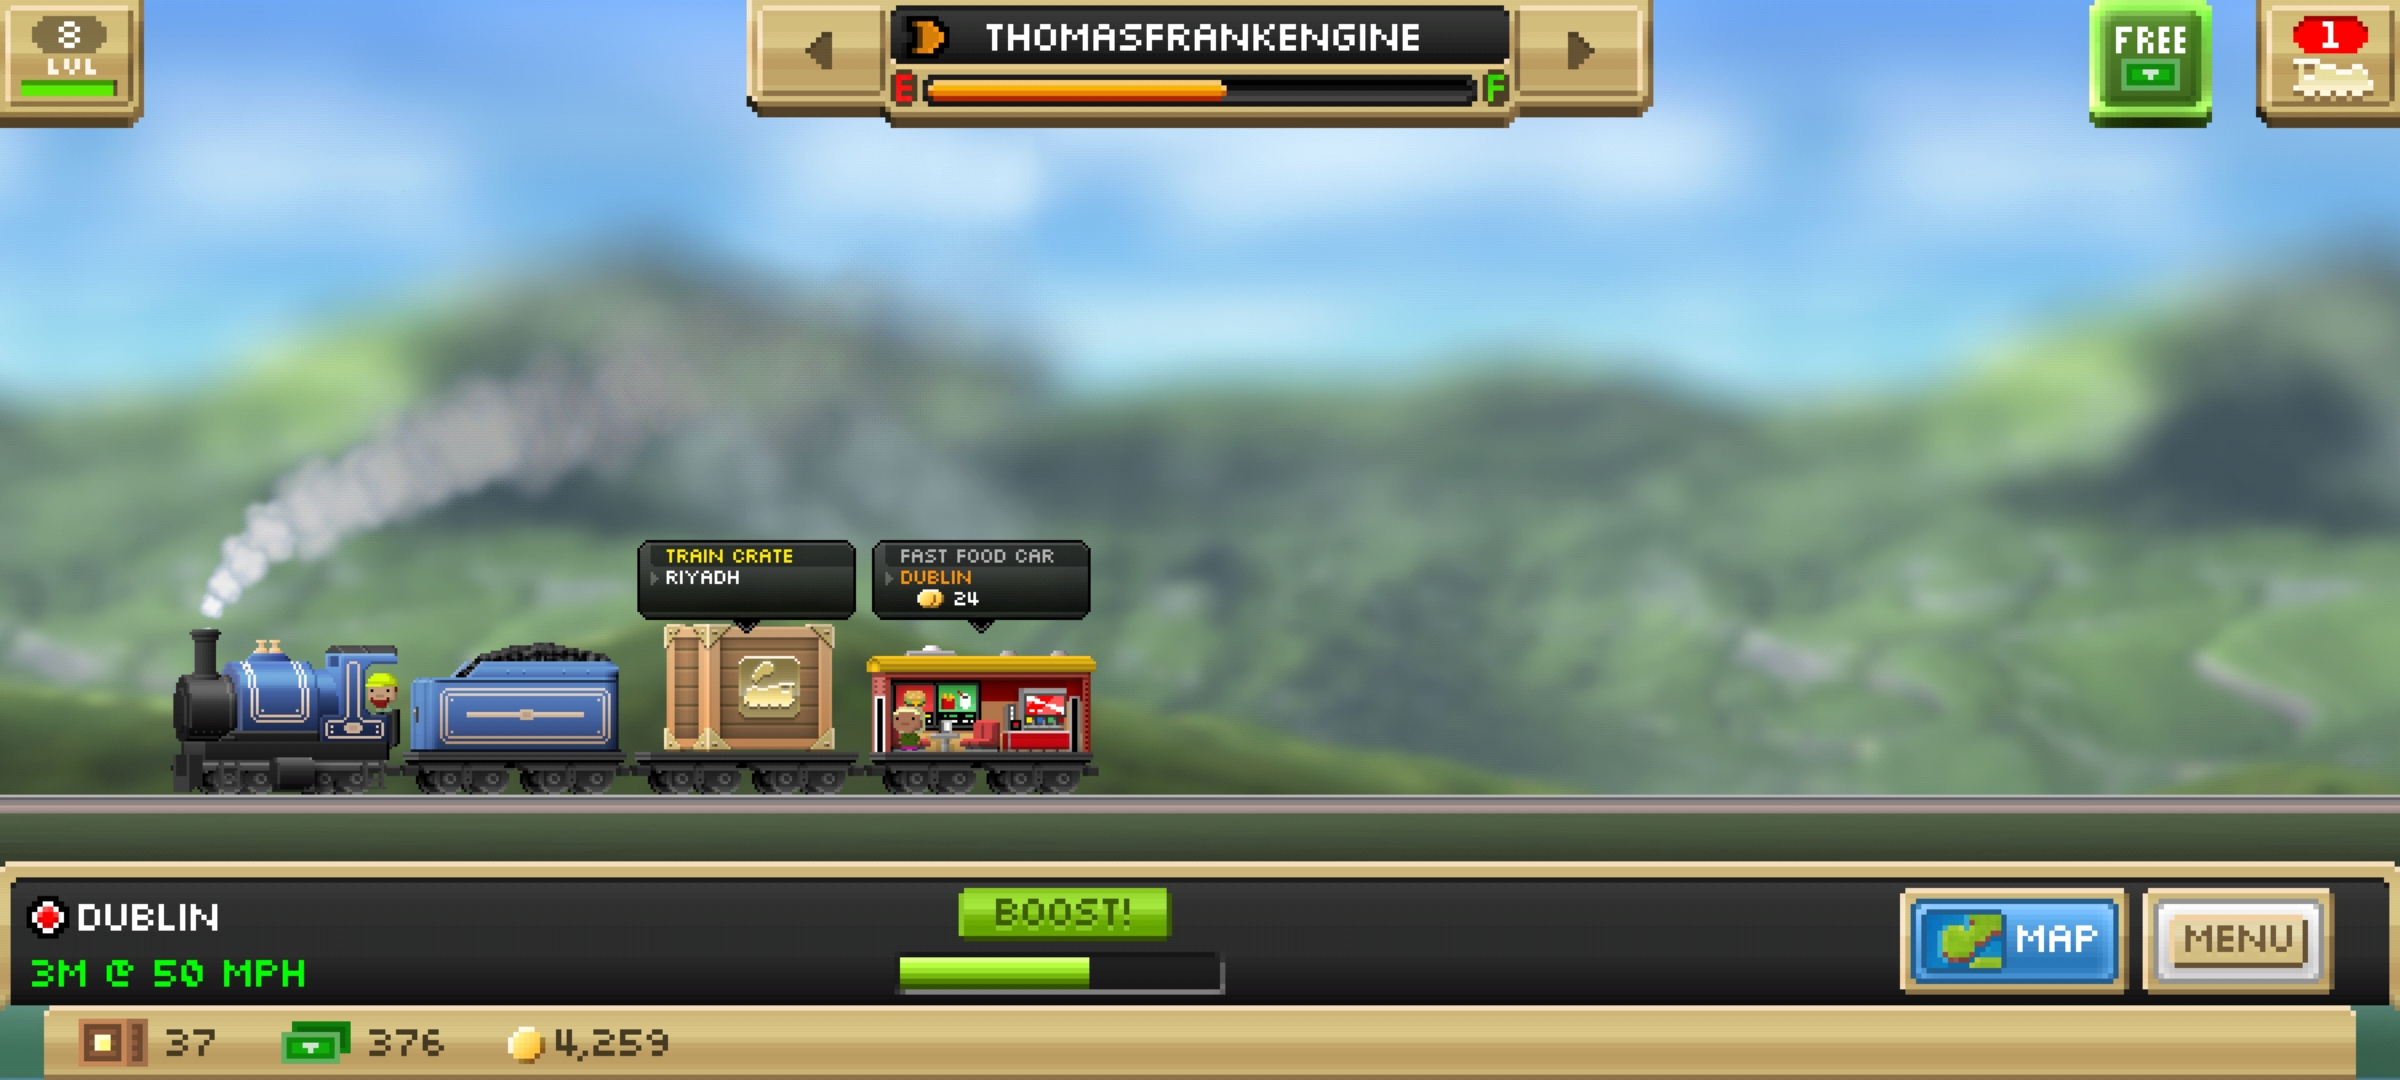 8
LVL
THOMASFRANKENGINE
E F
FREE
1
TRAIN CRATE
RIYADH
FAST FOOD CAR
DUBLIN
24
DUBLIN
3M @ 50 MPH
BOOST!
MAP
MENU
37
376
4,259